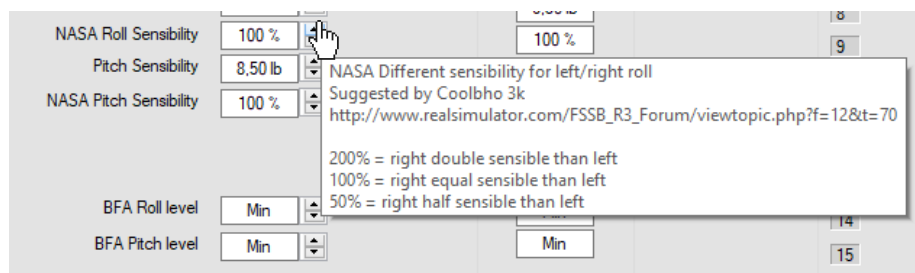 8
NASA Roll Sensibility 100 % 100 % 9
Pitch Sensibility 8,50 lb
NASA Pitch Sensibility 100 %
NASA Different sensibility for left/right roll
Suggested by Coolbho 3k
http://www.realsimulator.com/FSSB_R3_Forum/viewtopic.php?f=12&t=70
200% = right double sensible than left
100% = right equal sensible than left
50% = right half sensible than left
BFA Roll level Min 14
BFA Pitch level Min Min 15